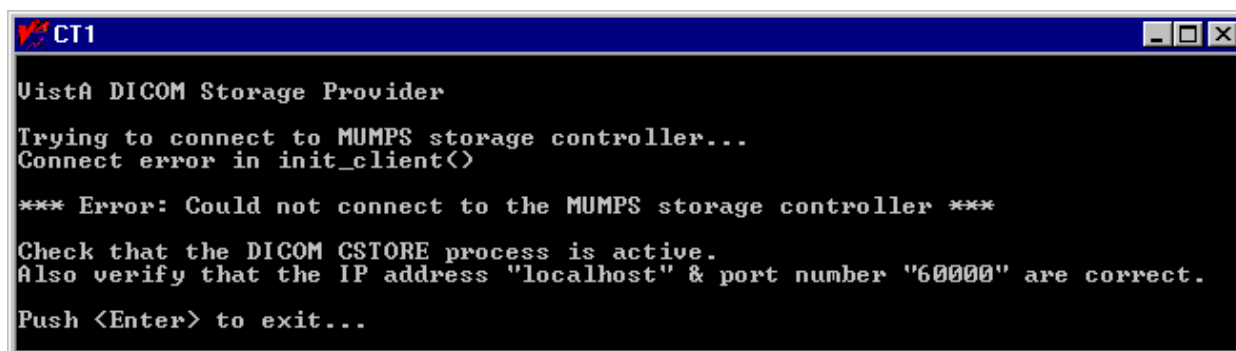 CT1
VistA DICOM Storage Provider
Trying to connect to MUMPS storage controller...
Connect error in init_client()
*** Error: Could not connect to the MUMPS storage controller ***
Check that the DICOM CSTORE process is active.
Also verify that the IP address "localhost" & port number "60000" are correct.
Push <Enter> to exit...